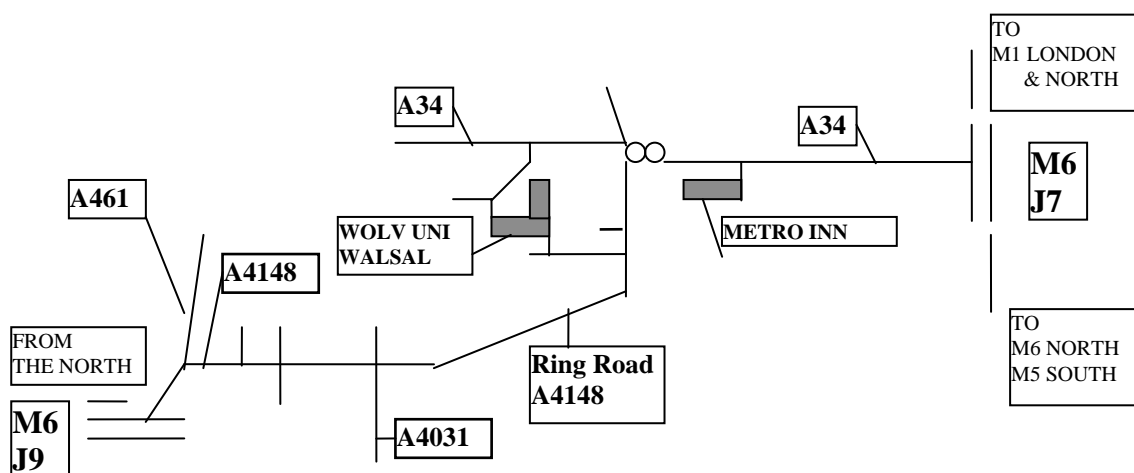 TO
M1 LONDON
& NORTH
A34
A34
M6
J7
A461
WOLV UNI
WALSAL
METRO INN
A4148
FROM
THE NORTH
Ring Road
A4148
TO
M6 NORTH
M5 SOUTH
M6
J9
A4031